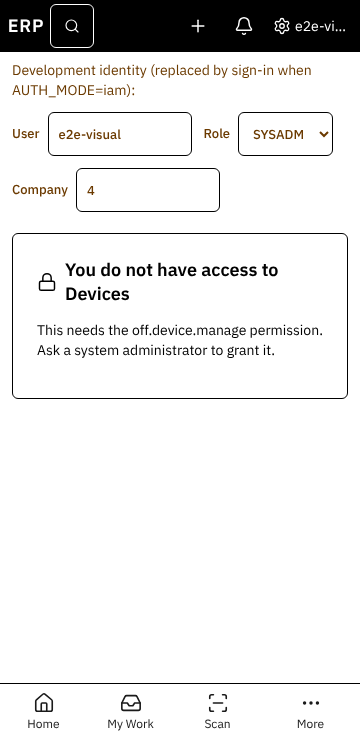 ERP
e2e-vi...
Development identity (replaced by sign-in when
AUTH_MODE=iam):
User e2e-visual Role SYSADM
Company 4
You do not have access to
Devices
This needs the off.device.manage permission.
Ask a system administrator to grant it.
Home My Work Scan More